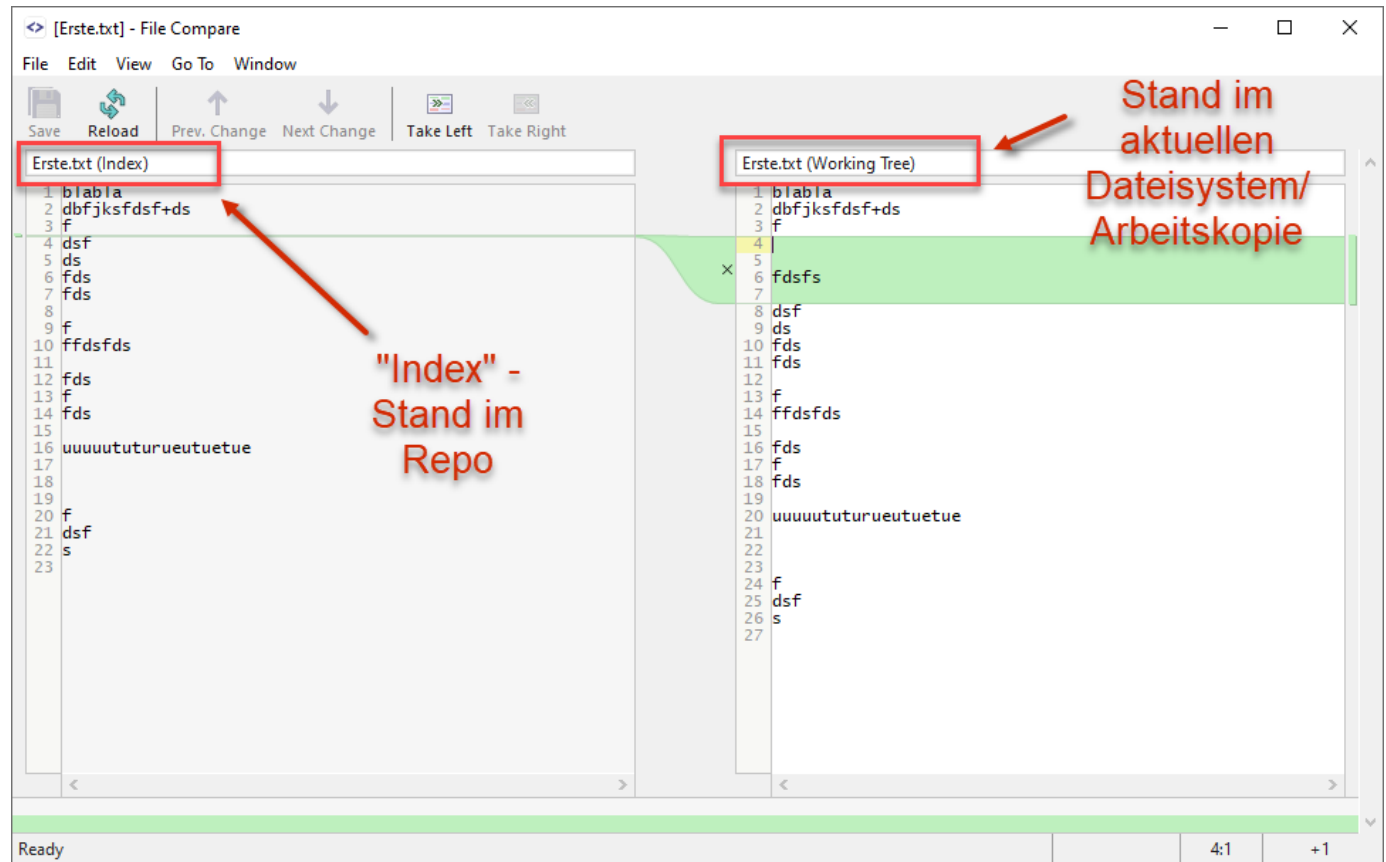 [Erste.txt] - File Compare
File Edit View Go To Window
Save Reload Prev. Change Next Change Take Left Take Right
Erste.txt (Index)
1 blabla
2 dbfjksfdsf+ds
3 f
4 dsf
5 ds
6 fds
7 fds
8
9 f
10 ffdsfds
11
12 fds
13 f
14 fds
15
16 uuuuututurueutuetue
17
18
19
20 f
21 dsf
22 s
23
"Index" -
Stand im
Repo
Erste.txt (Working Tree)
1 blabla
2 dbfjksfdsf+ds
3 f
4
5
6 fdsfs
7
8 dsf
9 ds
10 fds
11 fds
12
13 f
14 ffdsfds
15
16 fds
17 f
18 fds
19
20 uuuuututurueutuetue
21
22
23
24 f
25 dsf
26 s
27
Stand im
aktuellen
Dateisystem/
Arbeitskopie
Ready 4:1 +1